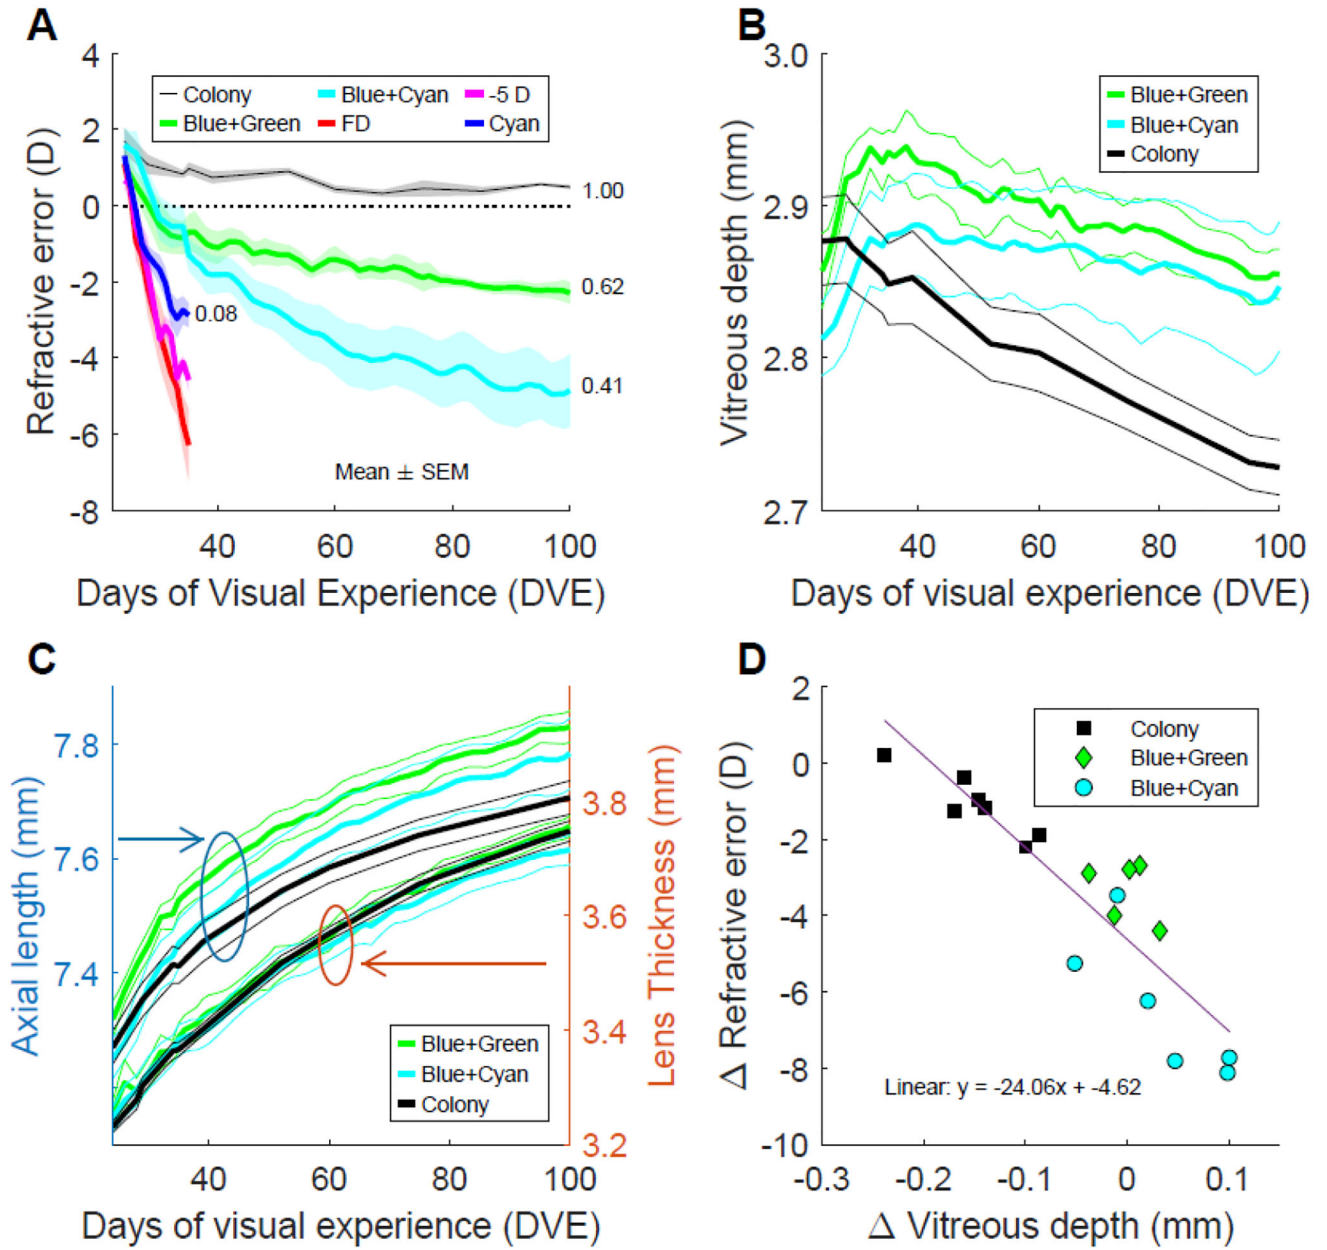 A
4
2
0
-2
-4
-6
-8
Refractive error (D)
Colony
Blue+Green
Blue+Cyan
FD
-5 D
Cyan
1.00
0.62
0.08
0.41
Mean ± SEM
40 60 80 100
Days of Visual Experience (DVE)
B
3.0
2.9
2.8
2.7
Vitreous depth (mm)
Blue+Green
Blue+Cyan
Colony
40 60 80 100
Days of visual experience (DVE)
C
7.8
7.6
7.4
Axial length (mm)
3.8
3.6
3.4
3.2
Lens Thickness (mm)
Blue+Green
Blue+Cyan
Colony
40 60 80 100
Days of visual experience (DVE)
D
2
0
-2
-4
-6
-8
-10
Δ Refractive error (D)
Colony
Blue+Green
Blue+Cyan
Linear: y = -24.06x + -4.62
-0.3 -0.2 -0.1 0 0.1
Δ Vitreous depth (mm)